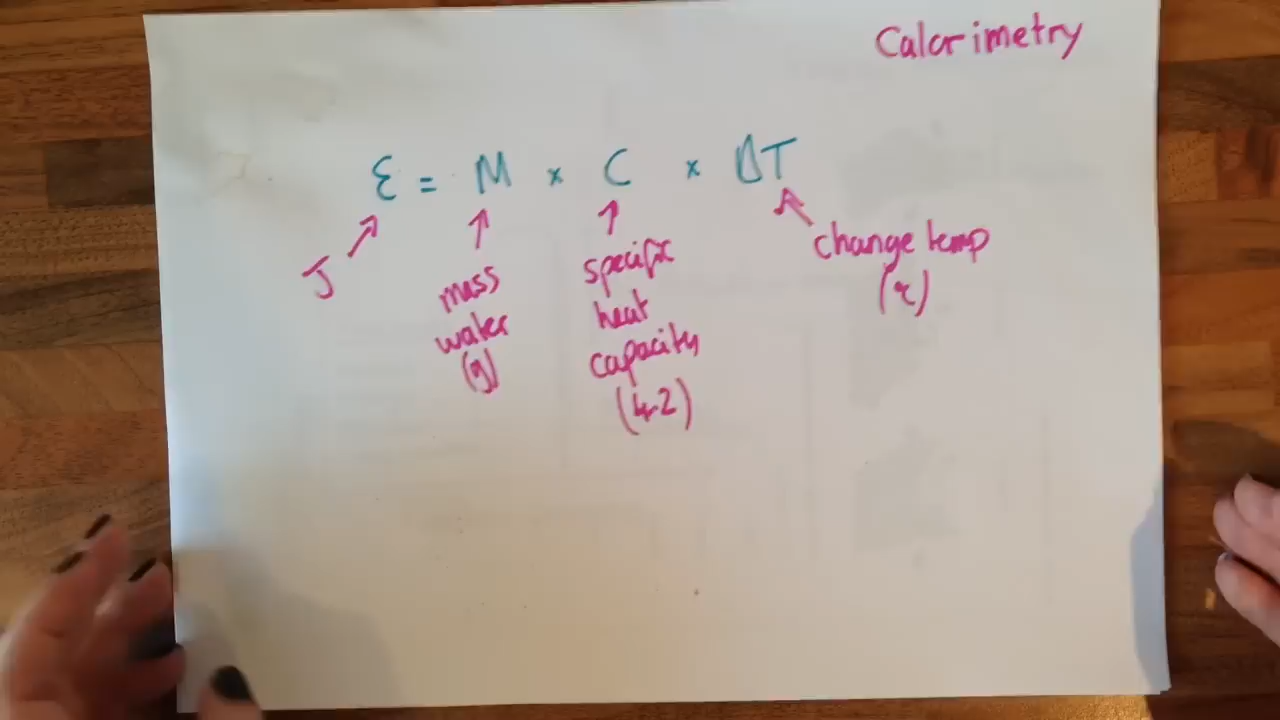 Calorimetry
E = M × C × ΔT
J
mass
water
(g)
specific
heat
capacity
(4.2)
change temp